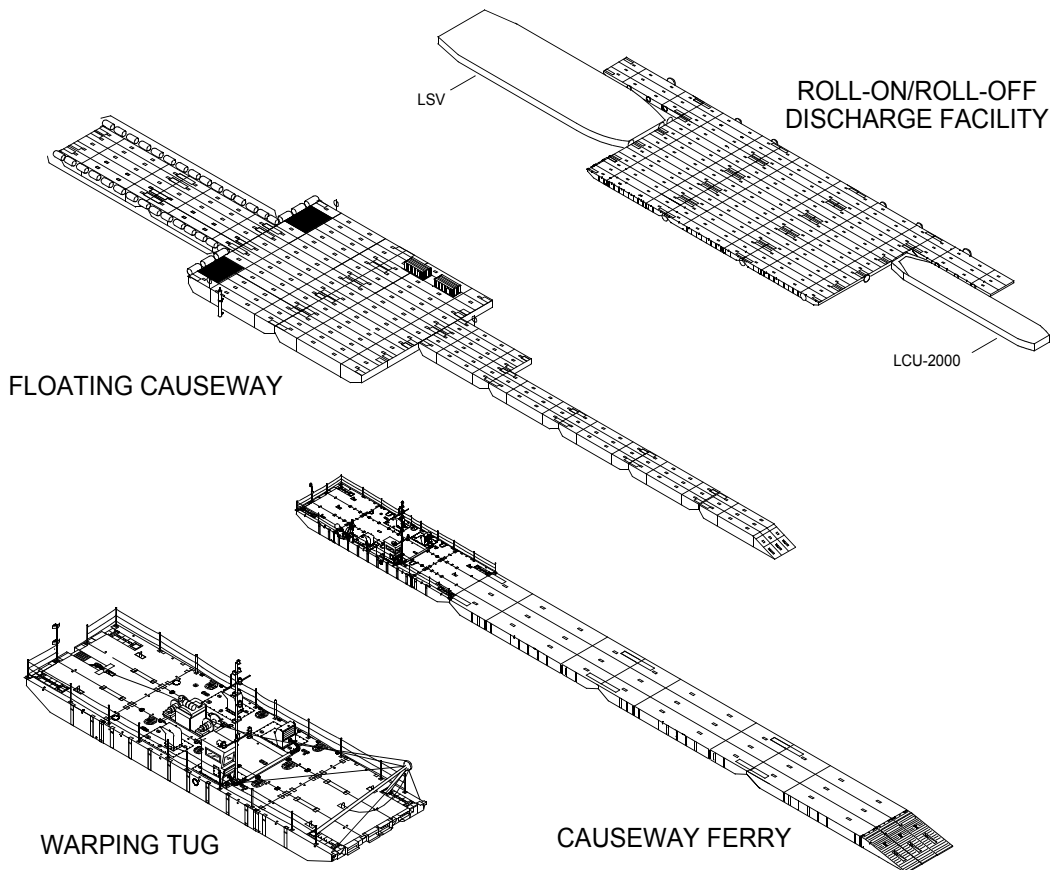 LSV
ROLL-ON/ROLL-OFF
DISCHARGE FACILITY
LCU-2000
FLOATING CAUSEWAY
WARPING TUG
CAUSEWAY FERRY